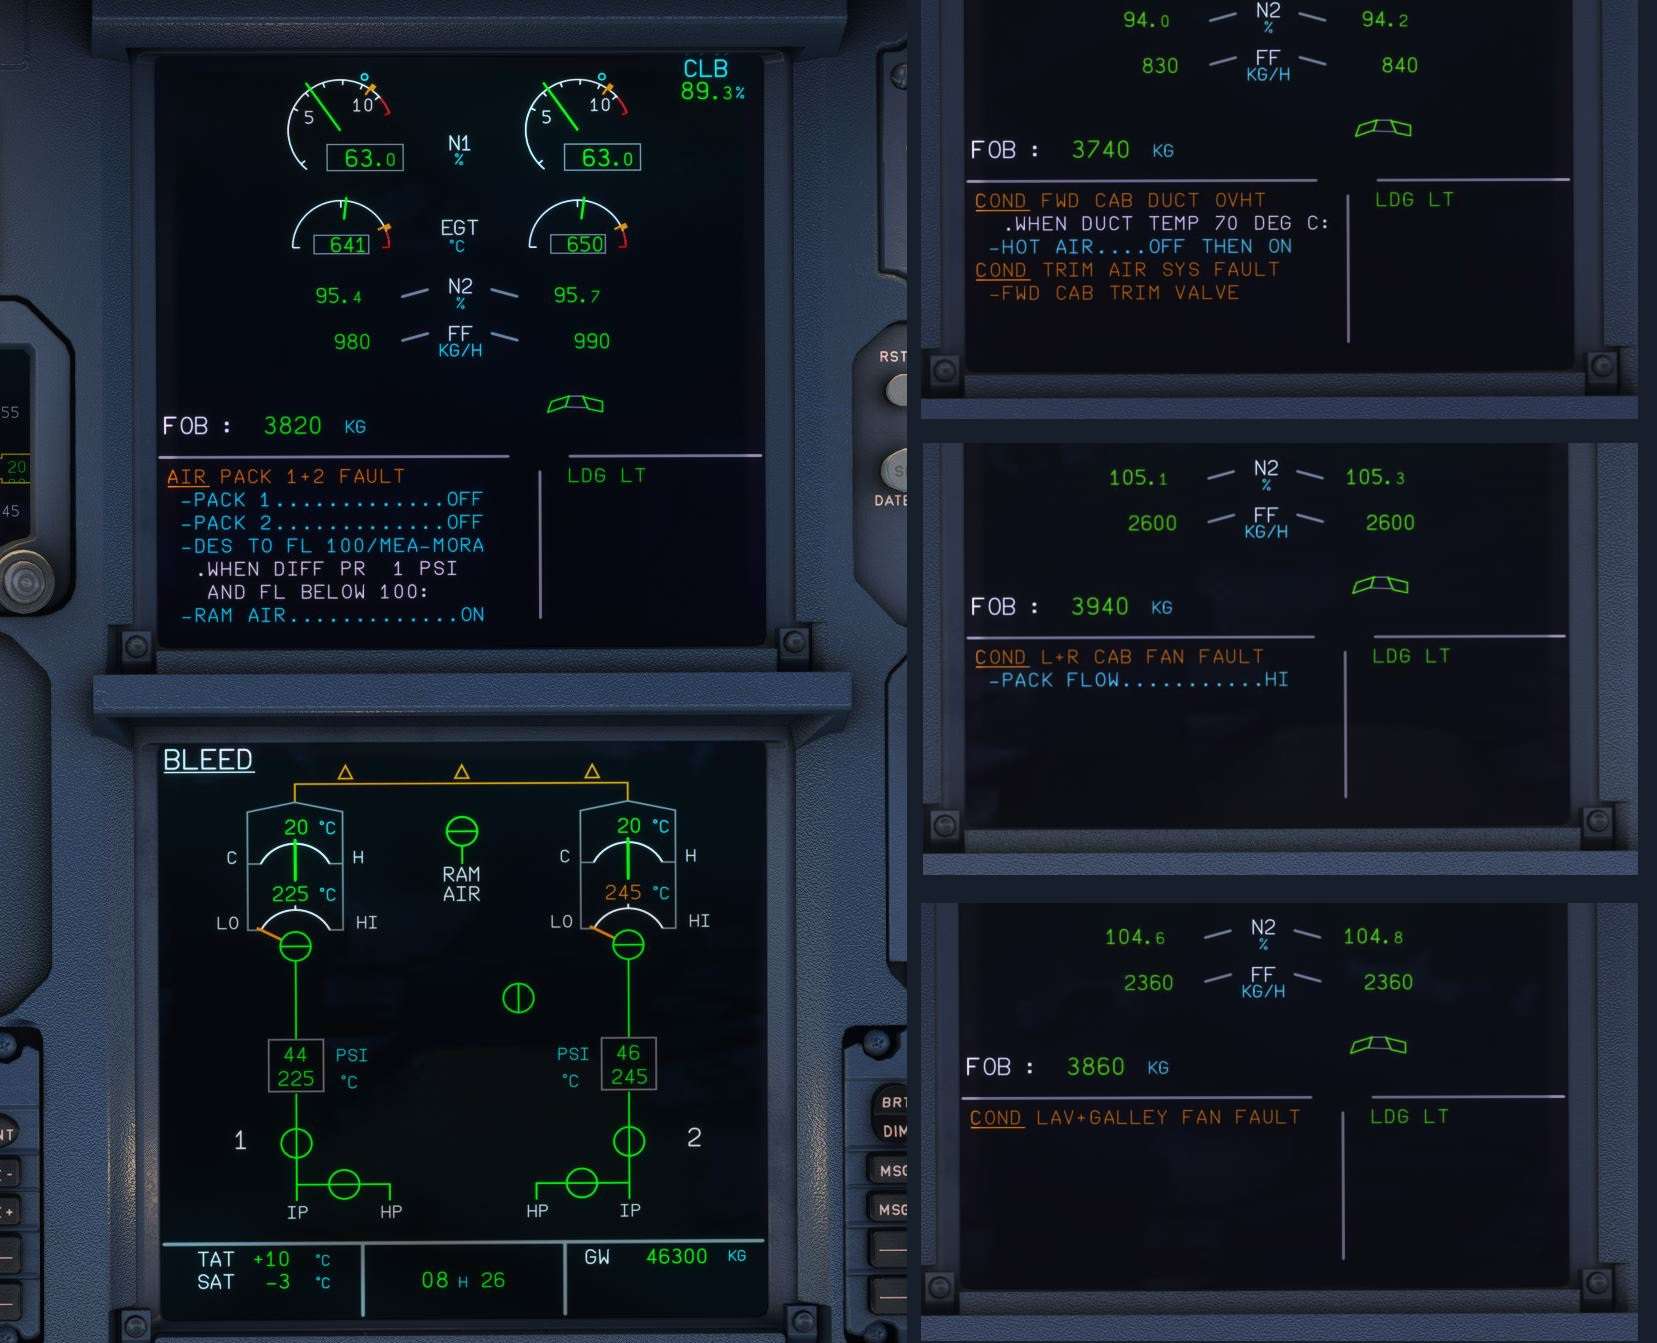 CLB
89.3%
5 10
5 10
63.0 N1 % 63.0
641 EGT °C 650
95.4 N2 % 95.7
980 FF KG/H 990
FOB : 3820 KG
AIR PACK 1+2 FAULT
LDG LT
-PACK 1.............OFF
-PACK 2.............OFF
-DES TO FL 100/MEA-MORA
.WHEN DIFF PR 1 PSI
AND FL BELOW 100:
-RAM AIR............ON
55
20
45
RST
DATE
BLEED
20 °C
20 °C
C H
C H
RAM
AIR
225 °C
245 °C
LO HI
LO HI
44 PSI
225 °C
PSI 46
°C 245
1
2
IP HP
HP IP
TAT +10 °C
SAT -3 °C
08 H 26
GW 46300 KG
BRT
DIM
MSG
MSG
94.0 N2 % 94.2
830 FF KG/H 840
FOB : 3740 KG
COND FWD CAB DUCT OVHT
LDG LT
.WHEN DUCT TEMP 70 DEG C:
-HOT AIR....OFF THEN ON
COND TRIM AIR SYS FAULT
-FWD CAB TRIM VALVE
105.1 N2 % 105.3
2600 FF KG/H 2600
FOB : 3940 KG
COND L+R CAB FAN FAULT
LDG LT
-PACK FLOW..........HI
104.6 N2 % 104.8
2360 FF KG/H 2360
FOB : 3860 KG
COND LAV+GALLEY FAN FAULT
LDG LT